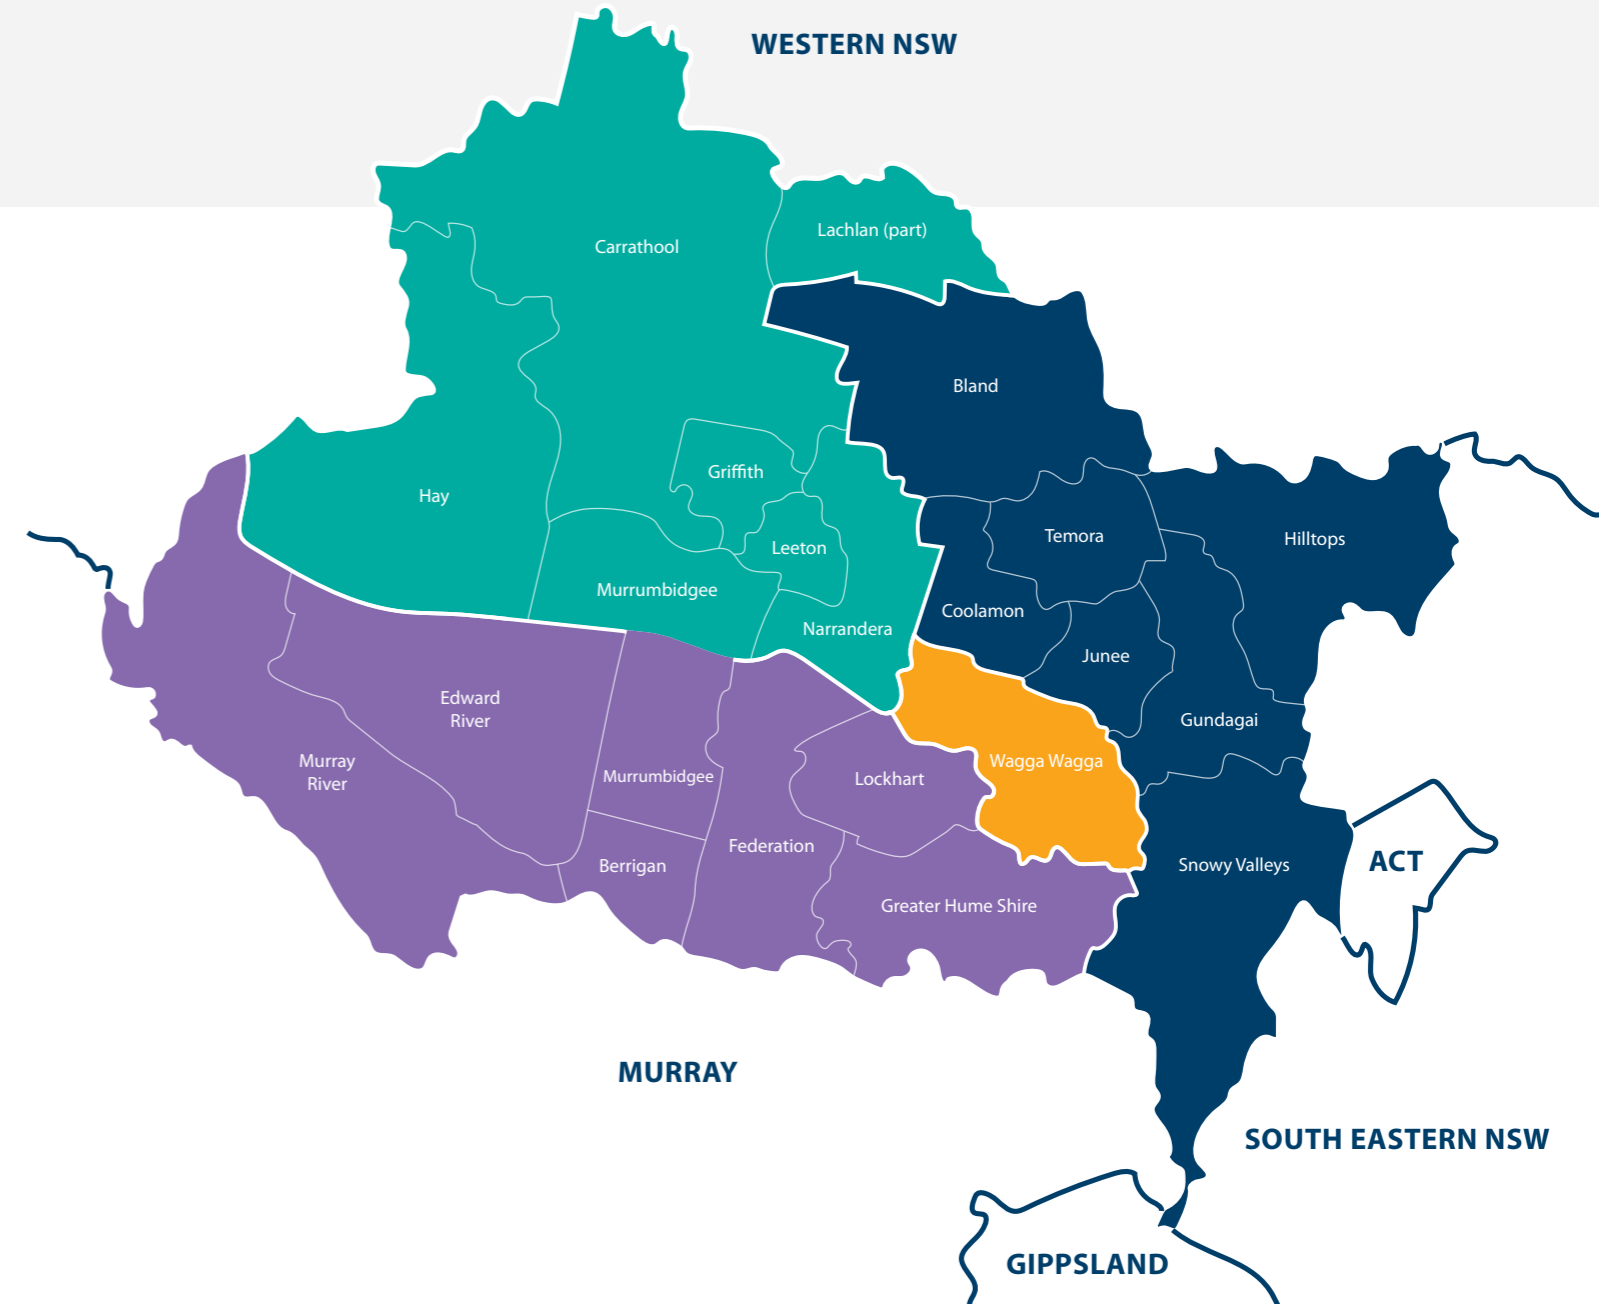 WESTERN NSW
Lachlan (part)
Carrathool
Bland
Griffith
Hay
Temora
Hilltops
Leeton
Murrumbidgee
Coolamon
Narrandera
Junee
Edward
River
Gundagai
Murray
River
Wagga Wagga
Murrumbidgee
Lockhart
Federation
ACT
Berrigan
Snowy Valleys
Greater Hume Shire
MURRAY
SOUTH EASTERN NSW
GIPPSLAND